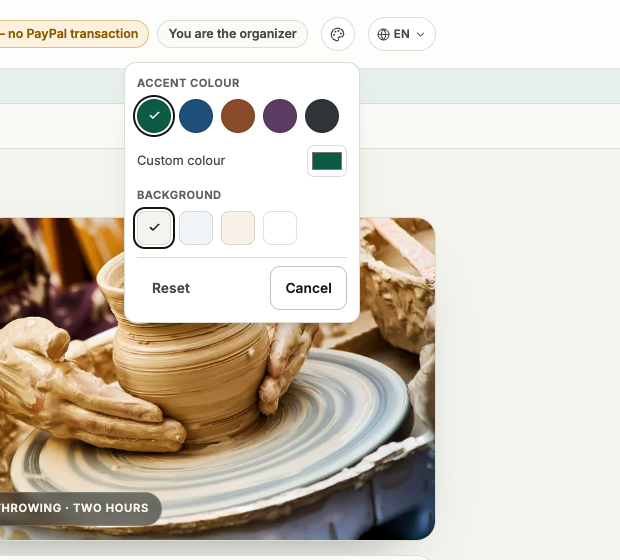 – no PayPal transaction
You are the organizer
EN
ACCENT COLOUR
Custom colour
BACKGROUND
Reset
Cancel
THROWING · TWO HOURS